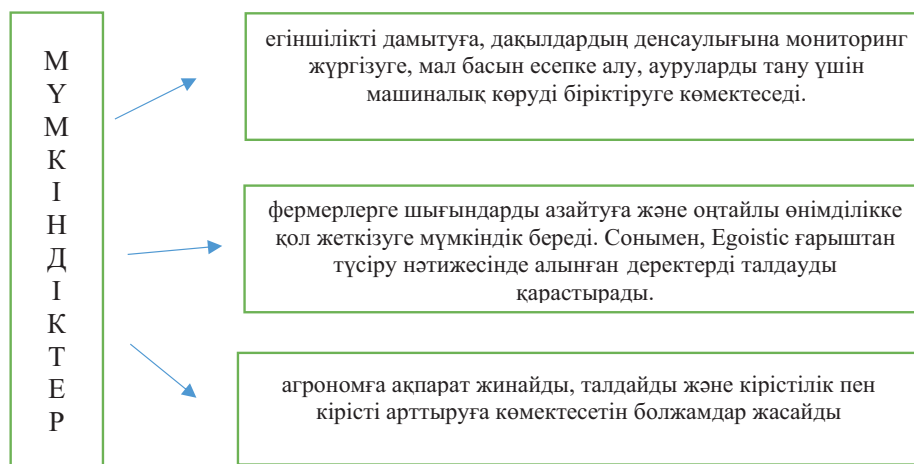 МҮМКІНДІКТЕР
егіншілікті дамытуға, дақылдардың денсаулығына мониторинг
жүргізуге, мал басын есепке алу, ауруларды тану үшін
машиналық көруді біріктіруге көмектеседі.
фермерлерге шығындарды азайтуға және оңтайлы өнімділікке
қол жеткізуге мүмкіндік береді. Сонымен, Egoistic ғарыштан
түсіру нәтижесінде алынған деректерді талдауды
қарастырады.
агрономға ақпарат жинайды, талдайды және кірістілік пен
кірісті арттыруға көмектесетін болжамдар жасайды